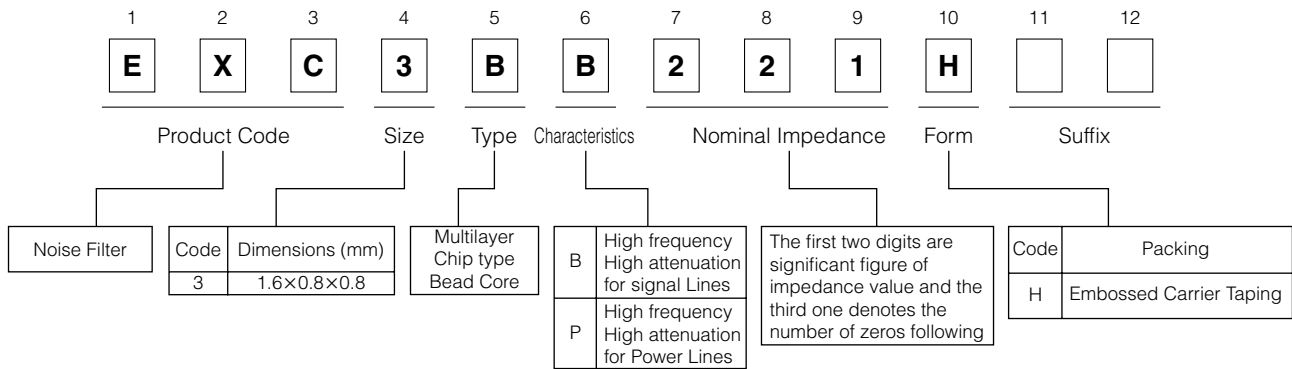 1 2 3 4 5 6 7 8 9 10 11 12
E X C 3 B B 2 2 1 H
Product Code Size Type Characteristics Nominal Impedance Form Suffix
Noise Filter
Code Dimensions (mm)
3 1.6×0.8×0.8
Multilayer
Chip type
Bead Core
B High frequency
High attenuation
for signal Lines
P High frequency
High attenuation
for Power Lines
The first two digits are
significant figure of
impedance value and the
third one denotes the
number of zeros following
Code Packing
H Embossed Carrier Taping